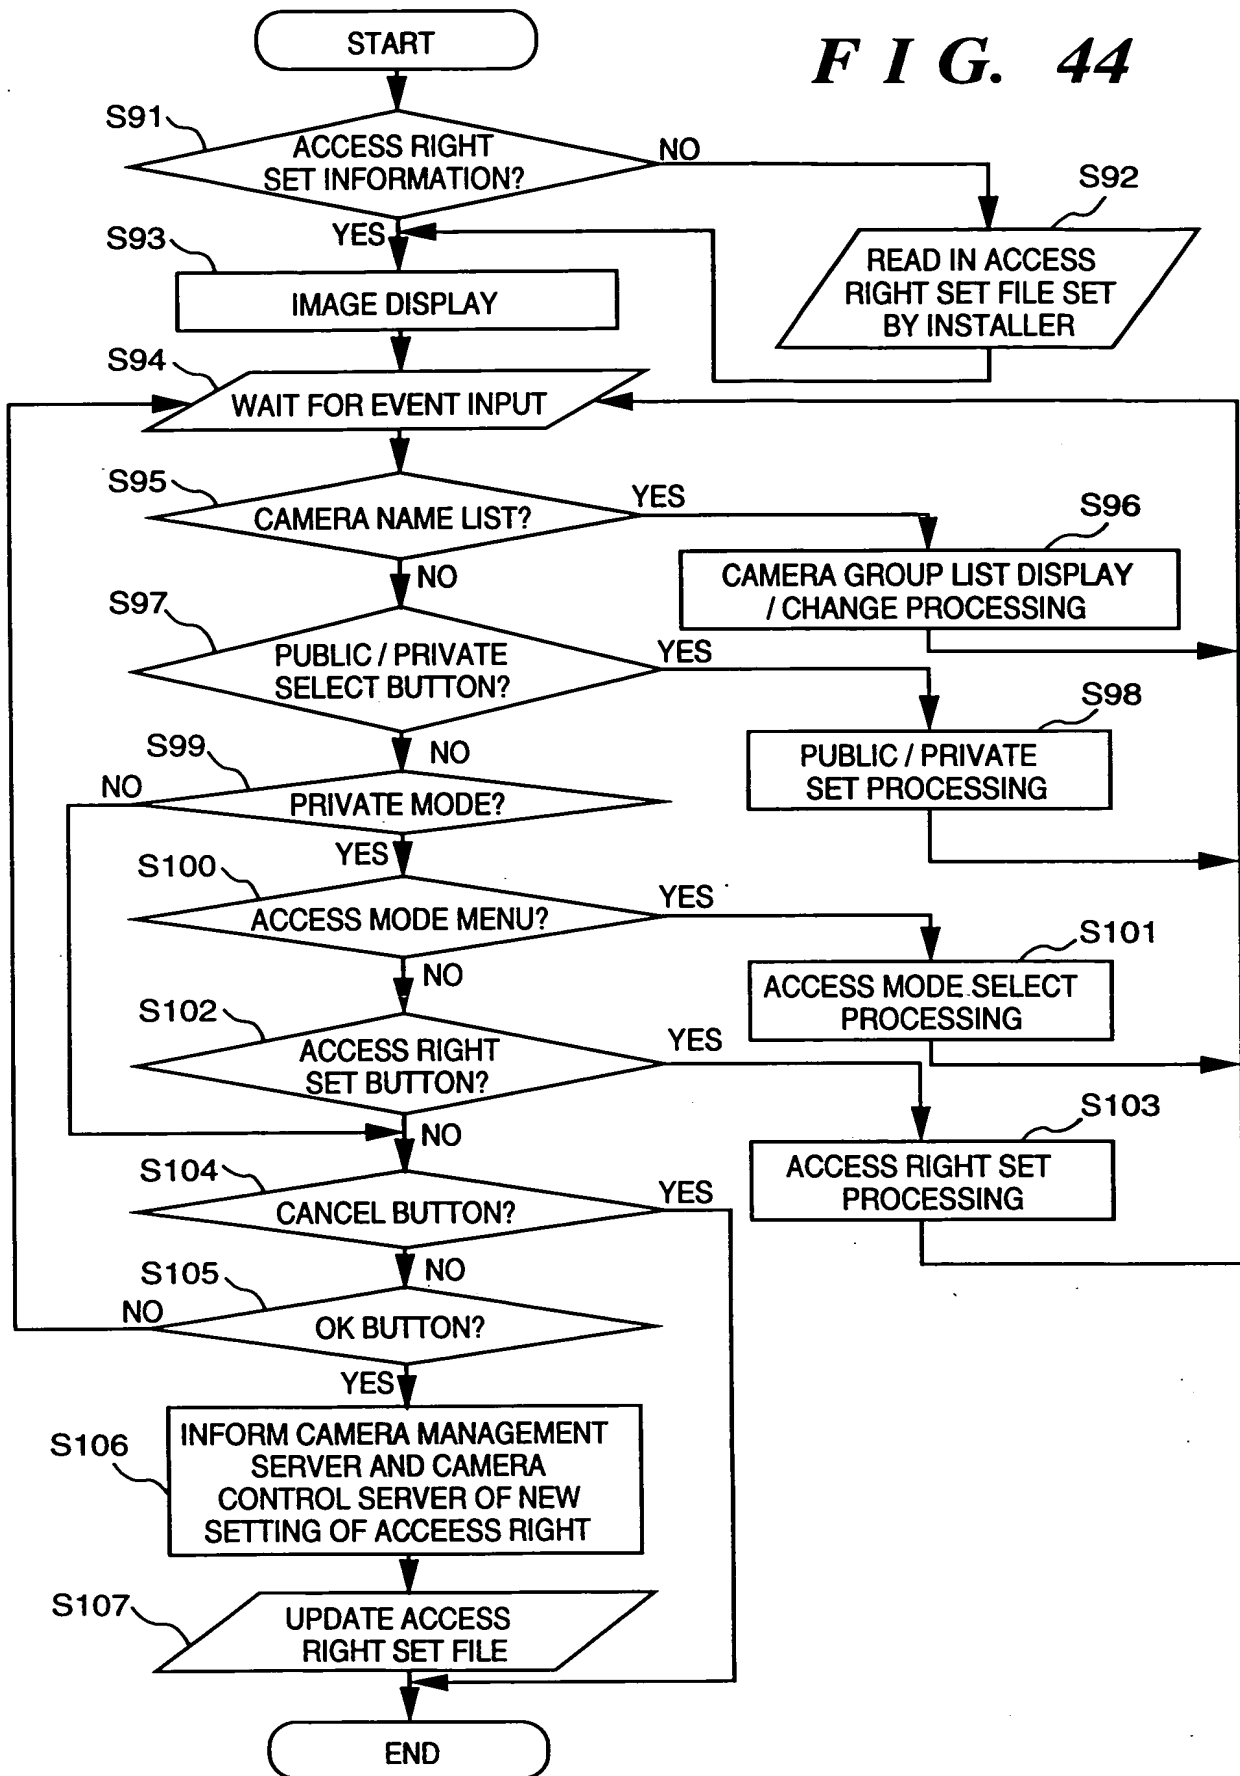 FIG. 44
START
S91
ACCESS RIGHT
SET INFORMATION?
NO
YES
S92
READ IN ACCESS
RIGHT SET FILE SET
BY INSTALLER
S93
IMAGE DISPLAY
S94
WAIT FOR EVENT INPUT
S95
CAMERA NAME LIST?
YES
NO
S96
CAMERA GROUP LIST DISPLAY
/ CHANGE PROCESSING
S97
PUBLIC / PRIVATE
SELECT BUTTON?
YES
NO
S98
PUBLIC / PRIVATE
SET PROCESSING
S99
PRIVATE MODE?
NO
YES
S100
ACCESS MODE MENU?
YES
NO
S101
ACCESS MODE SELECT
PROCESSING
S102
ACCESS RIGHT
SET BUTTON?
YES
NO
S103
ACCESS RIGHT SET
PROCESSING
S104
CANCEL BUTTON?
YES
NO
S105
OK BUTTON?
NO
YES
S106
INFORM CAMERA MANAGEMENT
SERVER AND CAMERA
CONTROL SERVER OF NEW
SETTING OF ACCEESS RIGHT
S107
UPDATE ACCESS
RIGHT SET FILE
END